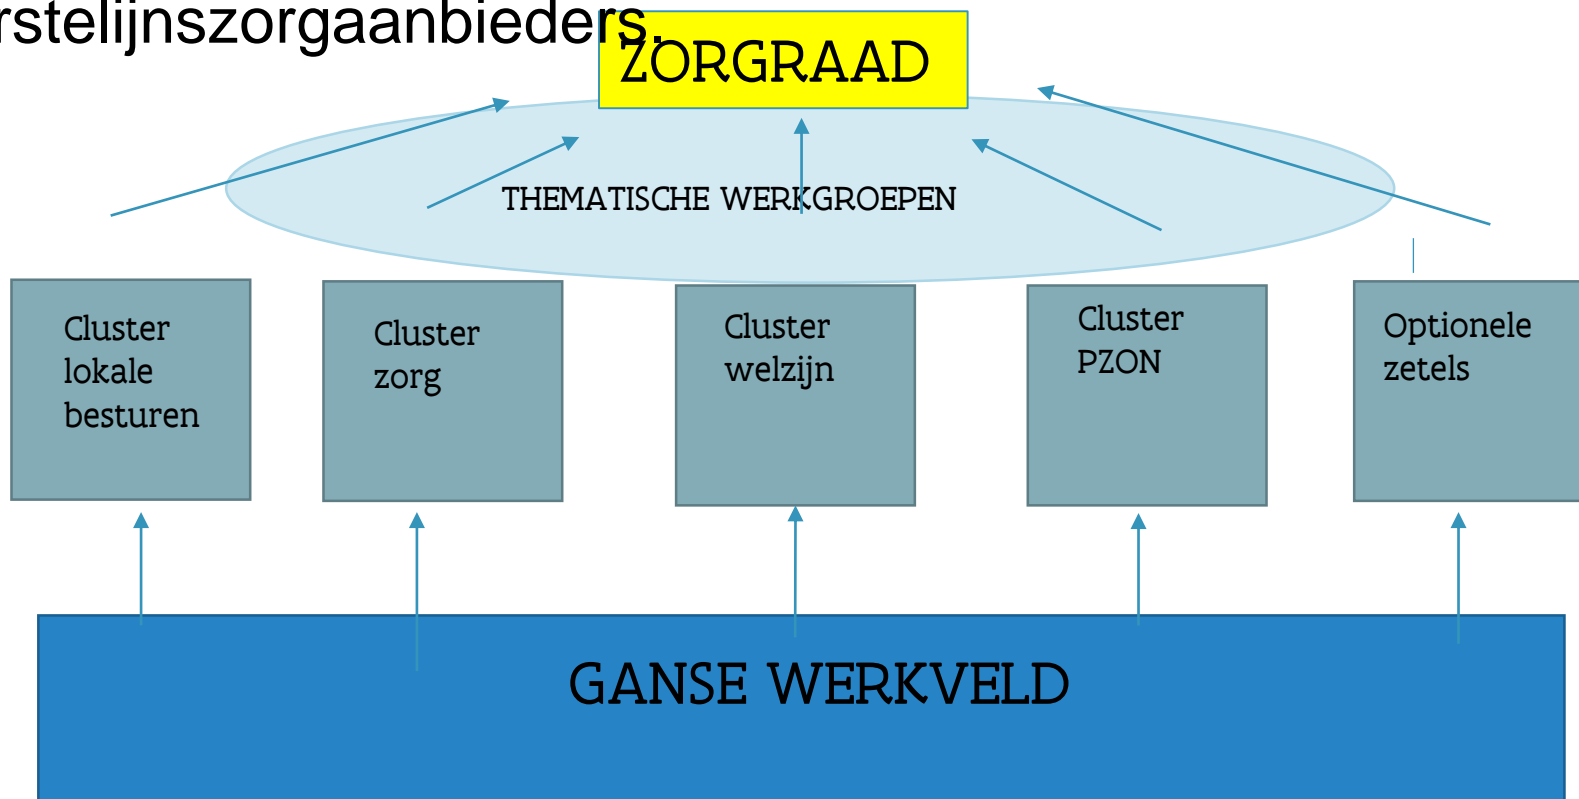 rstelijnszorgaanbieders.
ZORGRAAD
THEMATISCHE WERKGROEPEN
Cluster
lokale
besturen
Cluster
zorg
Cluster
welzijn
Cluster
PZON
Optionele
zetels
GANSE WERKVELD